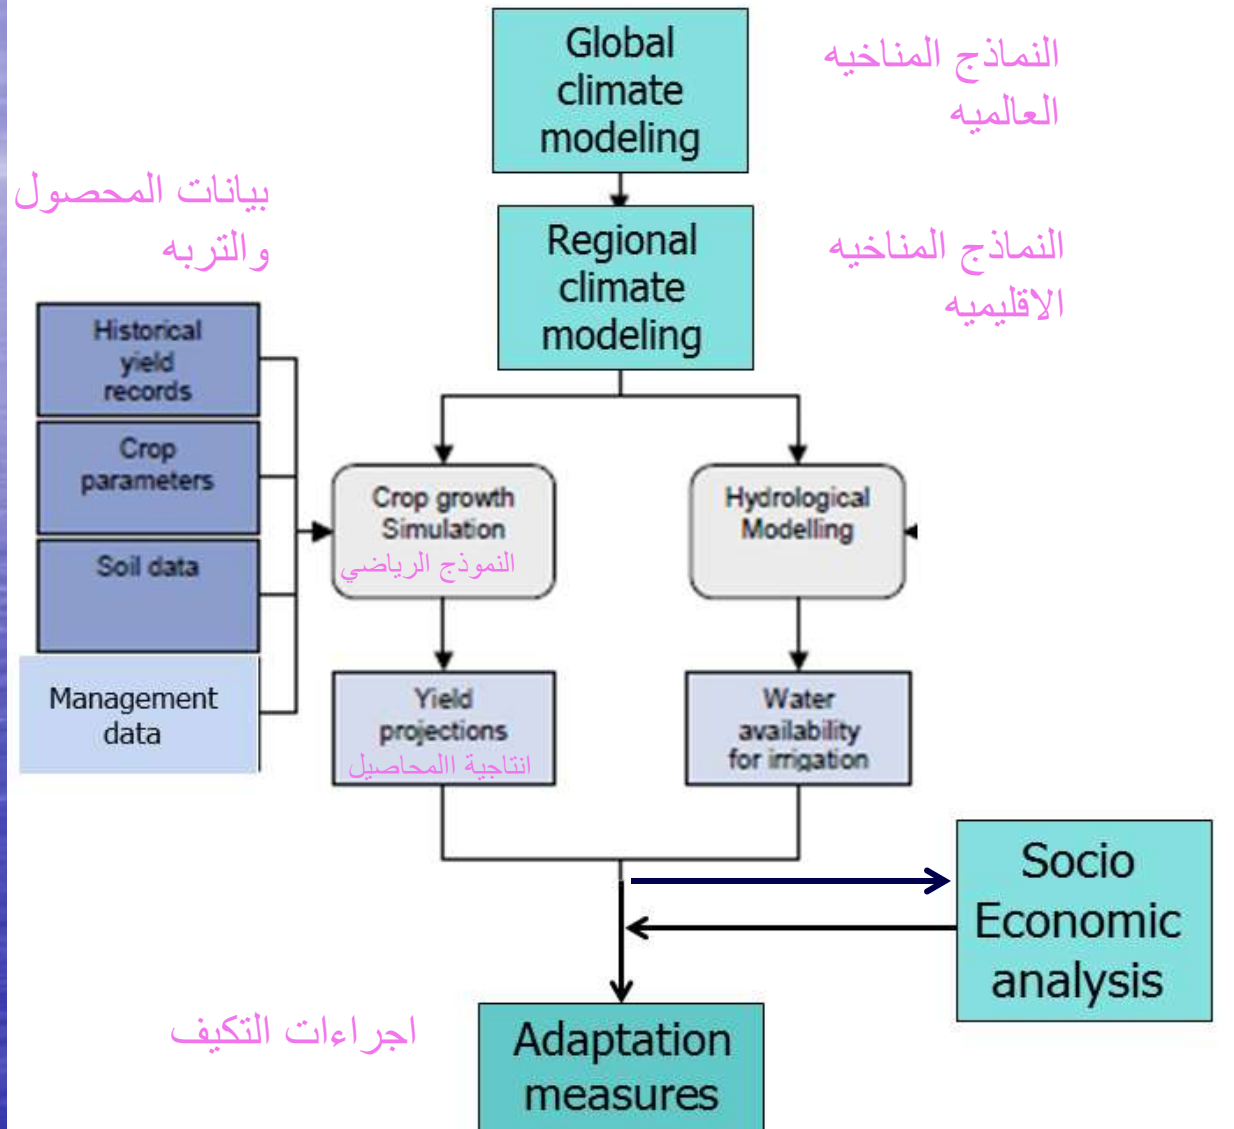 Global
climate
modeling
النماذج المناخيه
العالميه
بيانات المحصول
والتربه
Regional
climate
modeling
النماذج المناخيه
الاقليميه
Historical
yield
records
Crop
parameters
Soil data
Management
data
Crop growth
Simulation
النموذج الرياضي
Hydrological
Modelling
Yield
projections
انتاجية االمحاصيل
Water
availability
for irrigation
Socio
Economic
analysis
اجراءات التكيف
Adaptation
measures